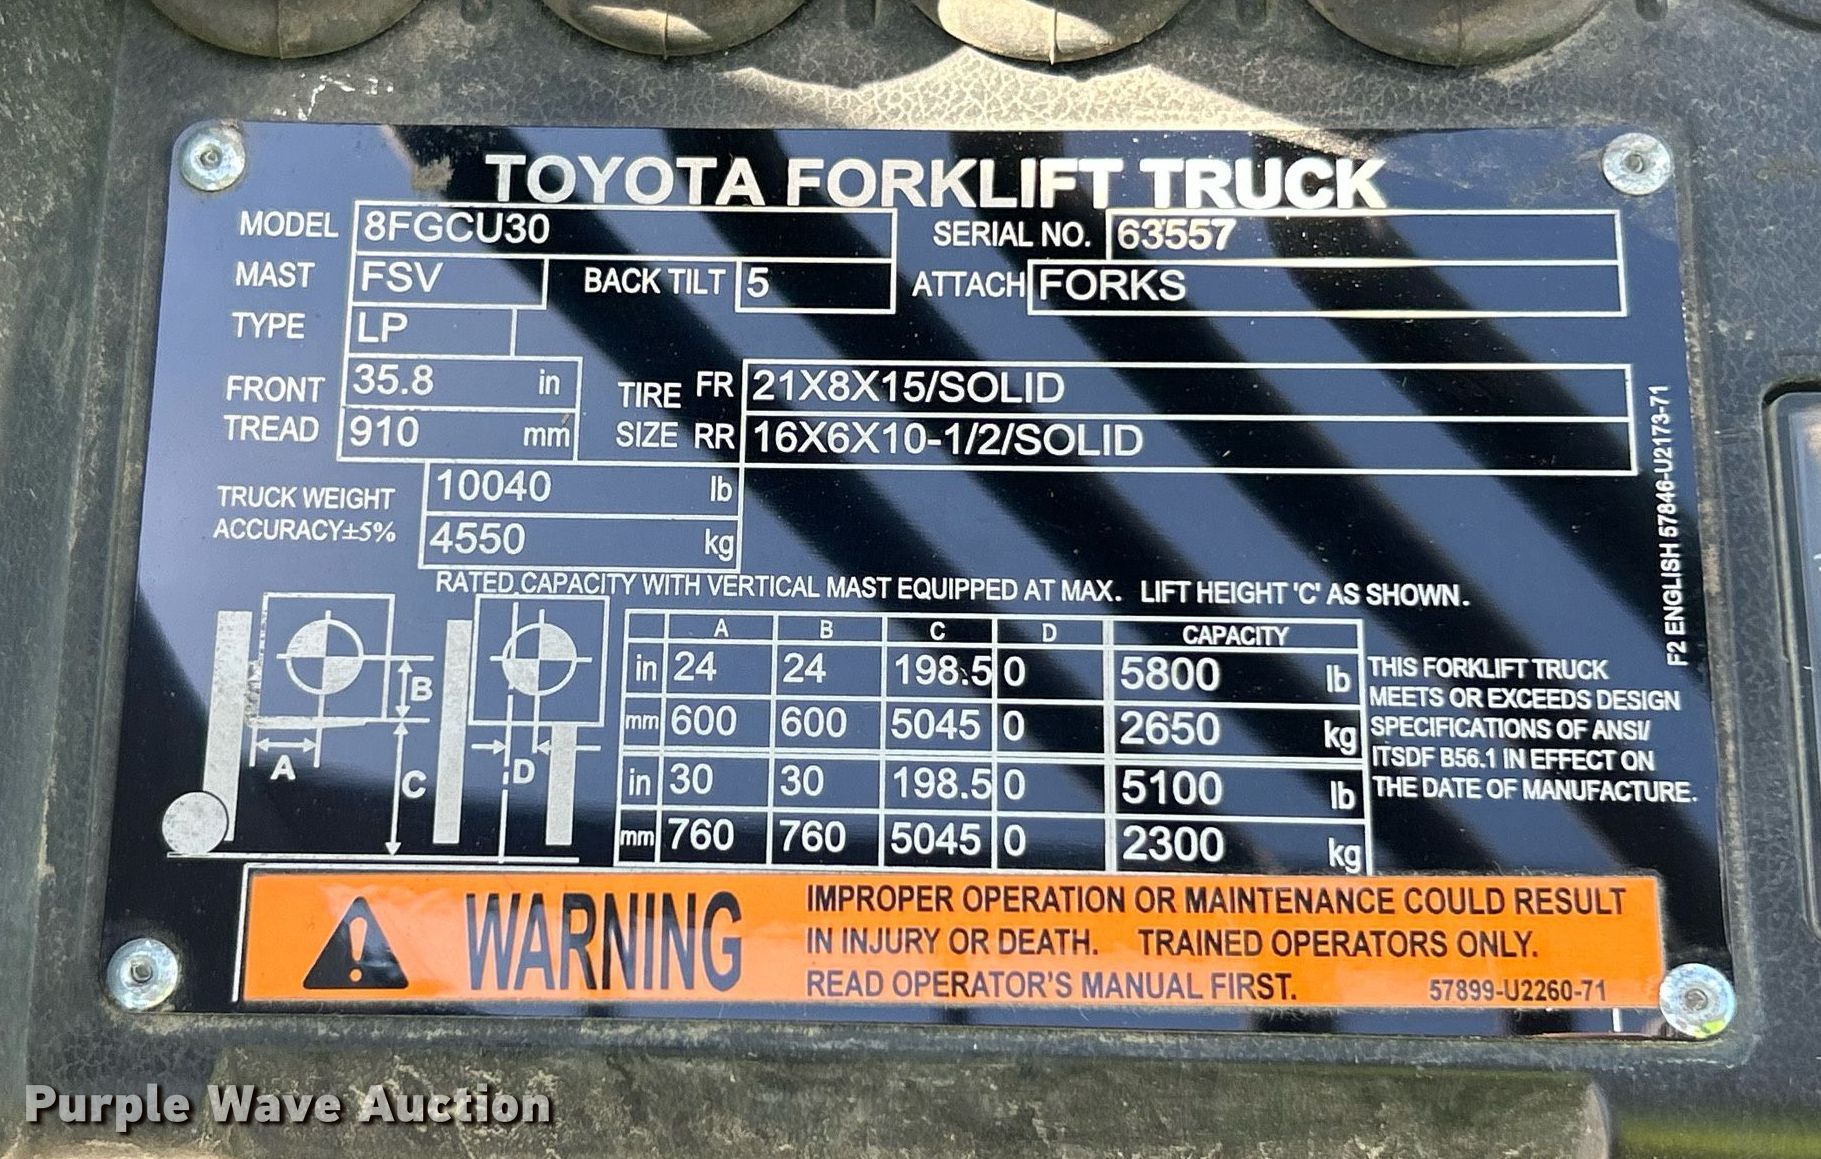 TOYOTA FORKLIFT TRUCK
MODEL 8FGCU30 SERIAL NO. 63557
MAST FSV BACK TILT 5 ATTACH FORKS
TYPE LP
FRONT TREAD 35.8 in TIRE SIZE FR 21X8X15/SOLID
910 mm RR 16X6X10-1/2/SOLID
TRUCK WEIGHT 10040 lb
ACCURACY±5% 4550 kg
RATED CAPACITY WITH VERTICAL MAST EQUIPPED AT MAX. LIFT HEIGHT 'C' AS SHOWN.
A B C D CAPACITY
in 24 24 198.5 0 5800 lb
mm 600 600 5045 0 2650 kg
in 30 30 198.5 0 5100 lb
mm 760 760 5045 0 2300 kg
B
A
C
D
THIS FORKLIFT TRUCK
MEETS OR EXCEEDS DESIGN
SPECIFICATIONS OF ANSI/
ITSDF B56.1 IN EFFECT ON
THE DATE OF MANUFACTURE.
F2 ENGLISH 57846-U2173-71
WARNING
IMPROPER OPERATION OR MAINTENANCE COULD RESULT
IN INJURY OR DEATH. TRAINED OPERATORS ONLY.
READ OPERATOR'S MANUAL FIRST. 57899-U2260-71
Purple Wave Auction